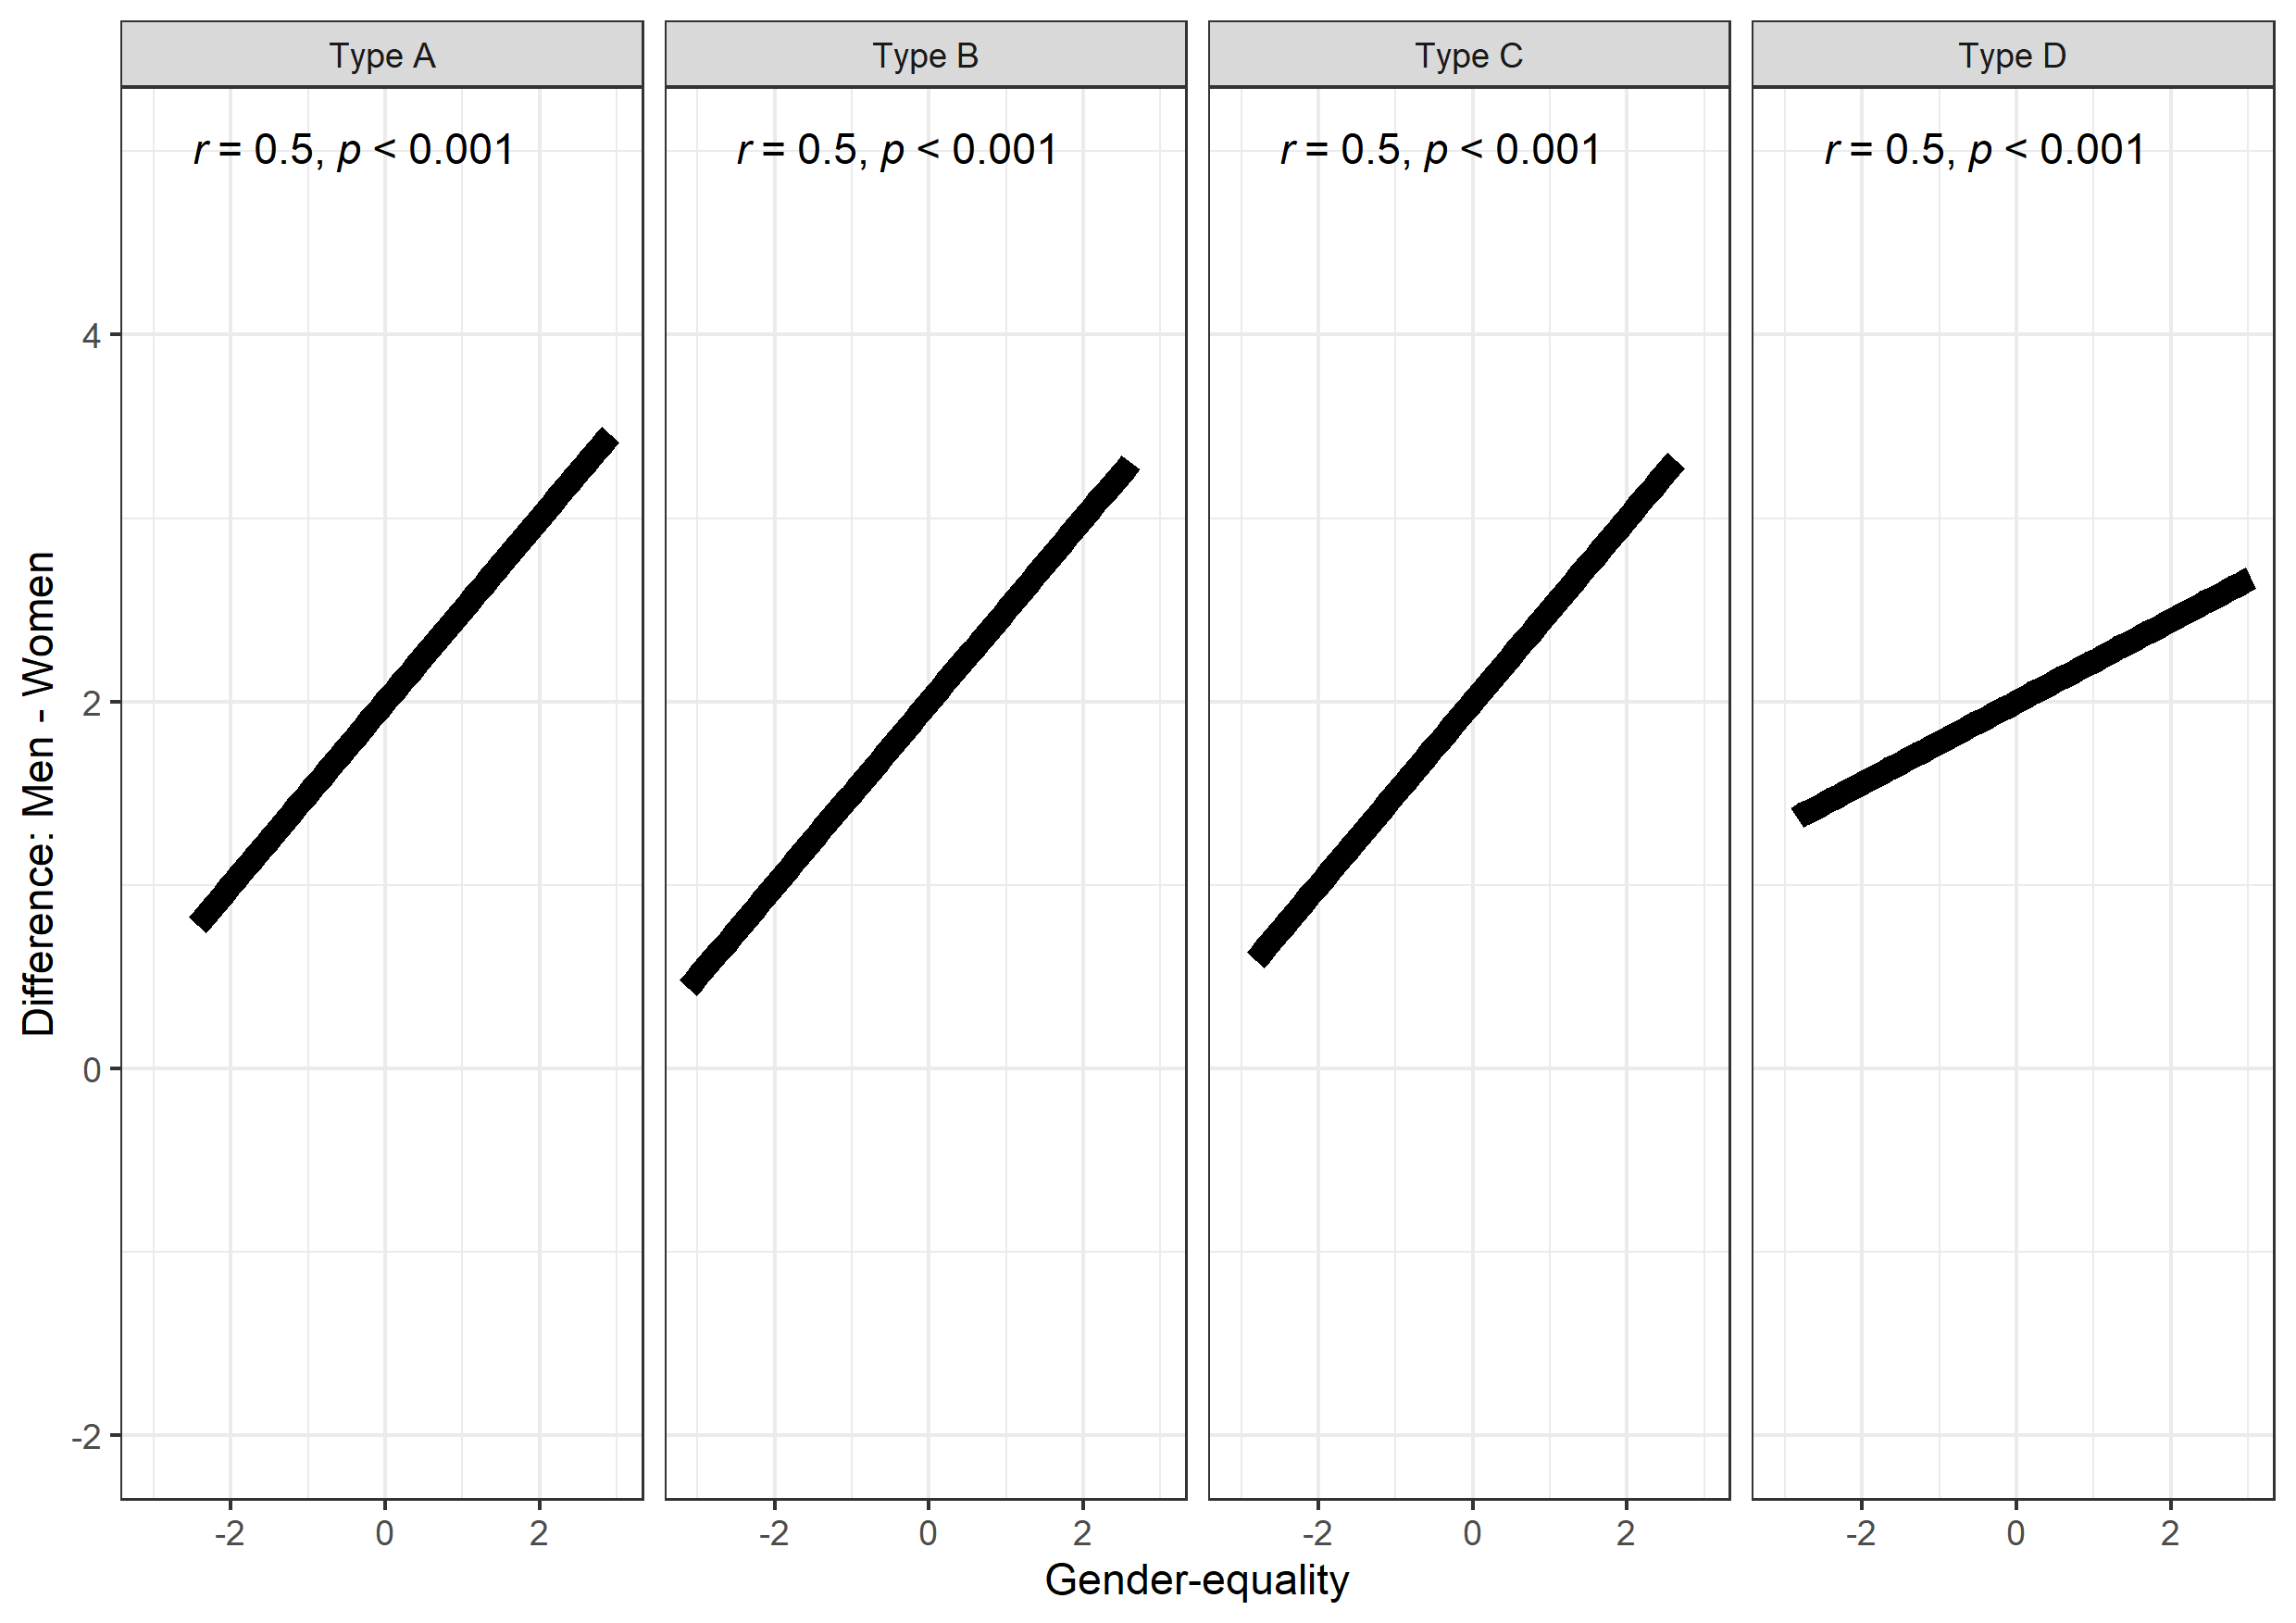 Type A
Type B
Type C
Type D
r = 0.5, p < 0.001
r = 0.5, p < 0.001
r = 0.5, p < 0.001
r = 0.5, p < 0.001
Difference: Men - Women
4
2
0
-2
-2 0 2
-2 0 2
-2 0 2
-2 0 2
Gender-equality